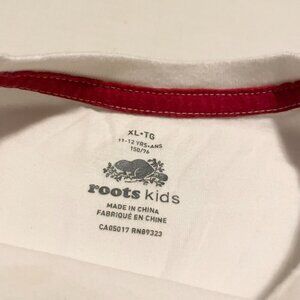 XL•TG
11-12 YRS•ANS
150/76
roots kids
MADE IN CHINA
FABRIQUÉ EN CHINE
CA05017 RN89323